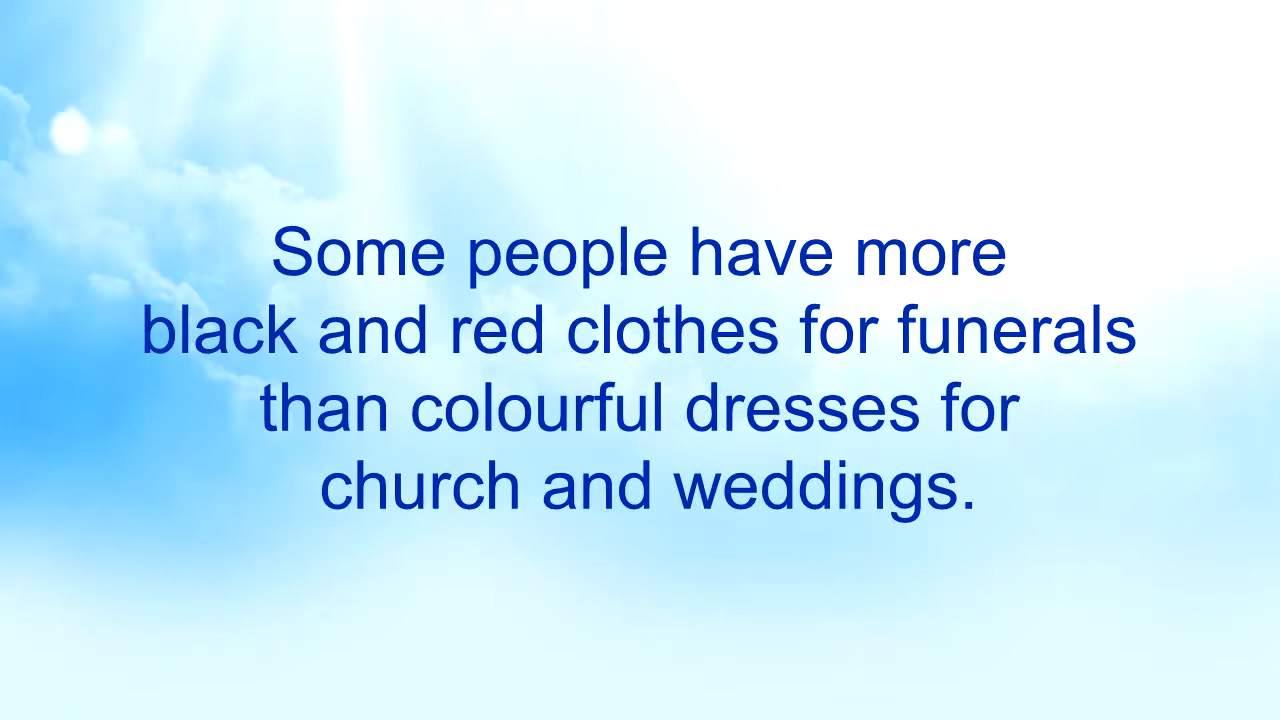 Some people have more
black and red clothes for funerals
than colourful dresses for
church and weddings.